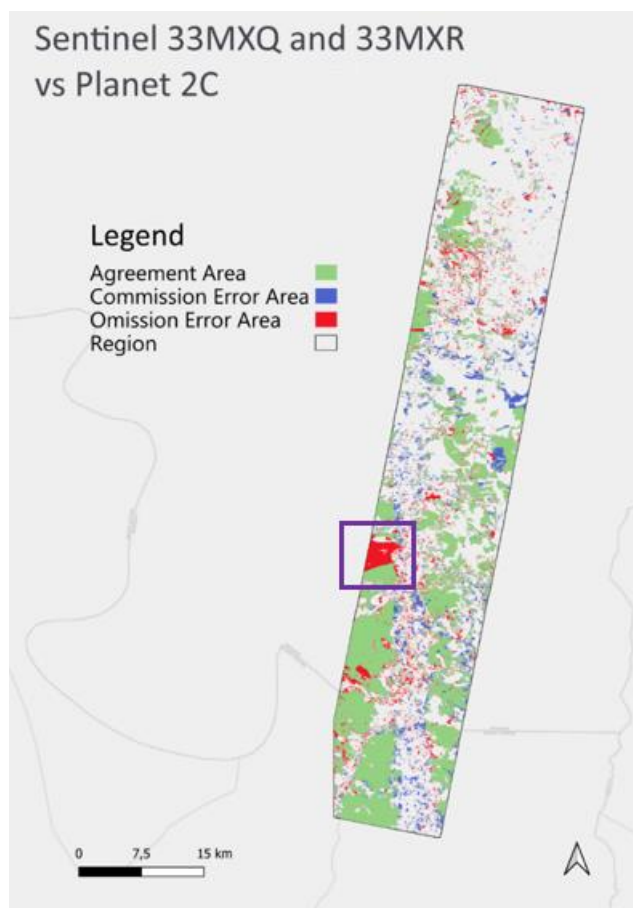 Sentinel 33MXQ and 33MXR
vs Planet 2C
Legend
Agreement Area
Commission Error Area
Omission Error Area
Region
0 7,5 15 km